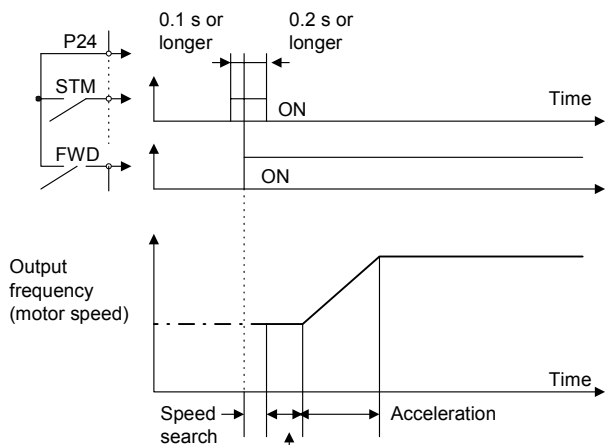 0.1 s or
longer
0.2 s or
longer
P24
STM
ON
Time
FWD
ON
Output
frequency
(motor speed)
Time
Speed
search
Acceleration